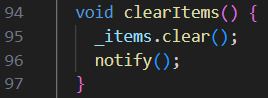 94 void clearItems() {
95 _items.clear();
96 notify();
97 }